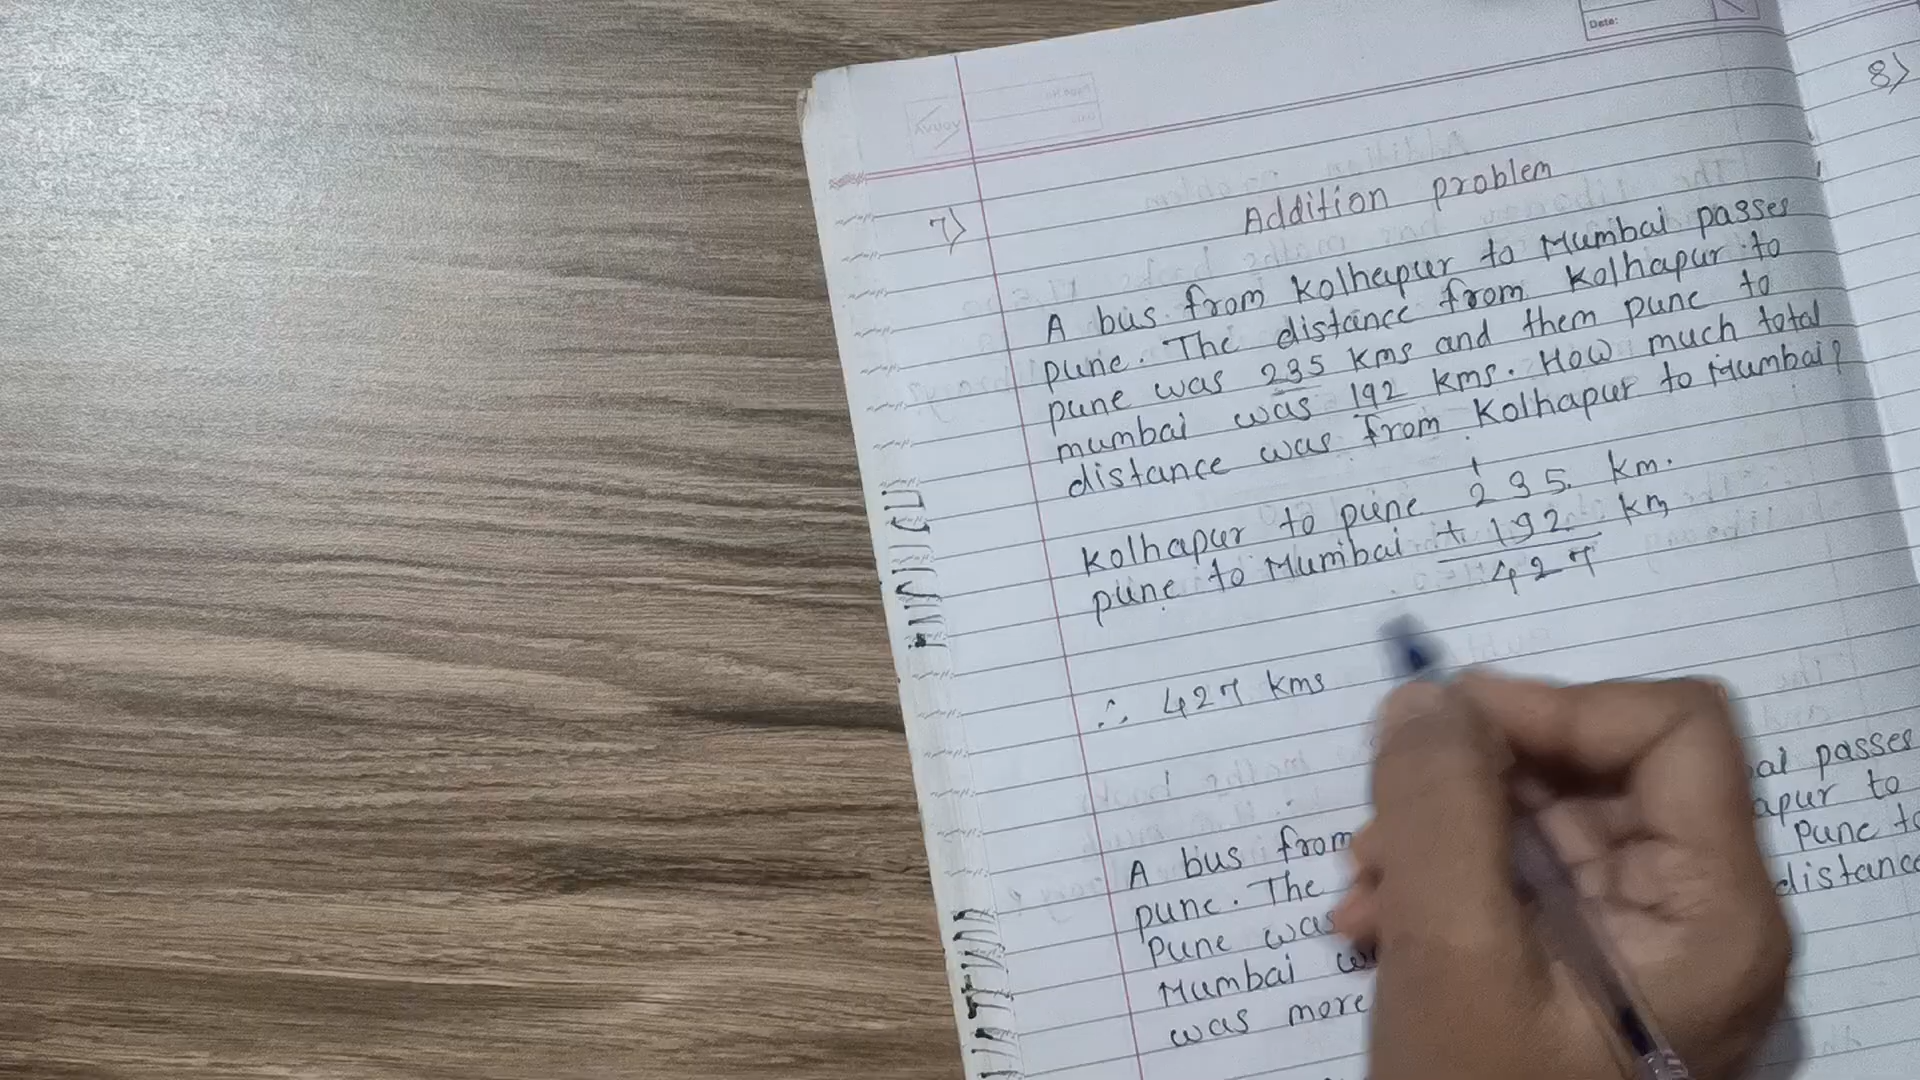 Date:
8)
Addition problem
7)
A bus from Kolhapur to Mumbai passes
pune. The distance from Kolhapur to
pune was 235 kms and them pune to
mumbai was 192 kms. How much total
distance was from Kolhapur to Mumbai?
Kolhapur to pune 235 km.
pune to Mumbai + 192 km
427
∴ 427 kms
A bus from al passes
pune. The apur to
Pune was Pune to
Mumbai distance
was more